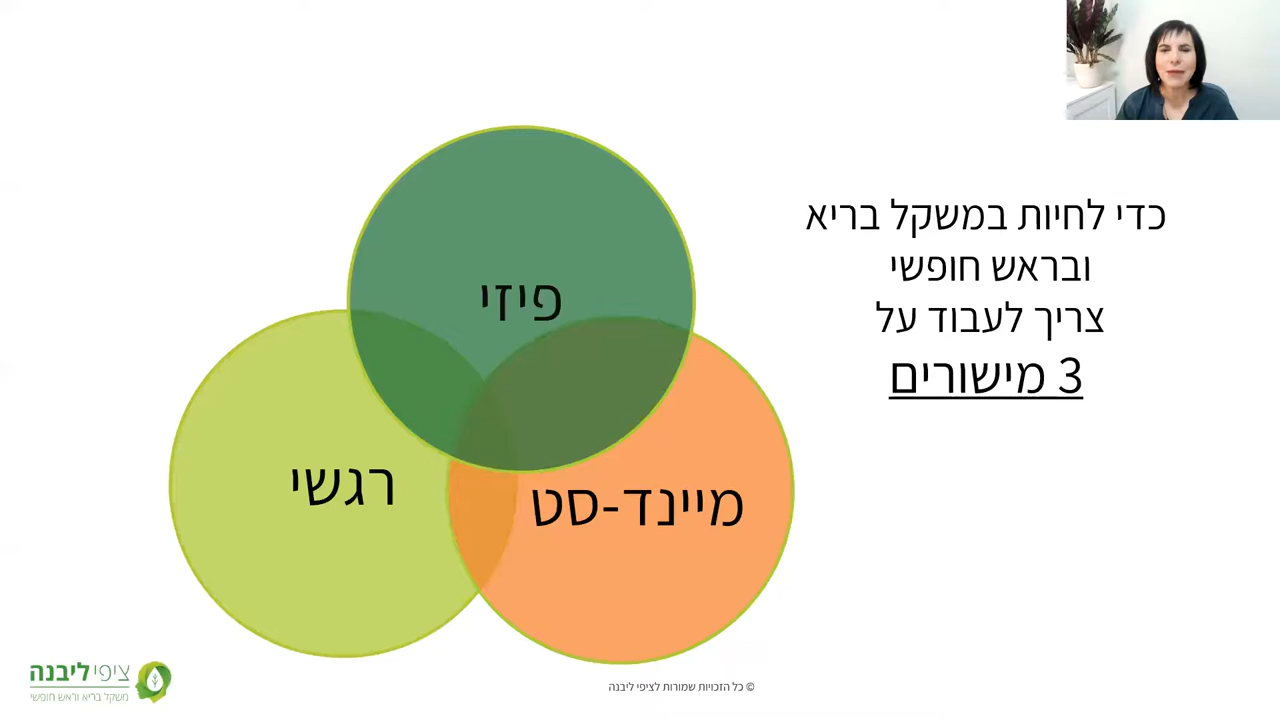 כדי לחיות במשקל בריא
ובראש חופשי
צריך לעבוד על
3 מישורים
פיזי
רגשי
מיינד-סט
ציפי ליבנה
משקל בריא וראש חופשי
© כל הזכויות שמורות לציפי ליבנה